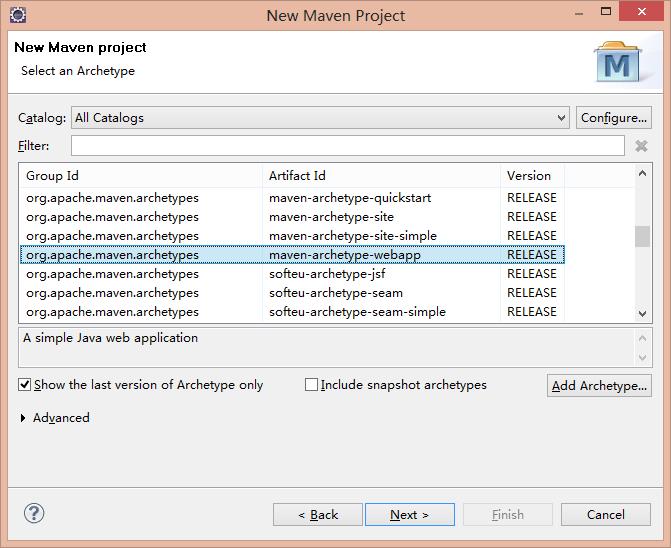 New Maven Project
New Maven project
Select an Archetype
M
Catalog: All Catalogs Configure...
Filter:
Group Id Artifact Id Version
org.apache.maven.archetypes maven-archetype-quickstart RELEASE
org.apache.maven.archetypes maven-archetype-site RELEASE
org.apache.maven.archetypes maven-archetype-site-simple RELEASE
org.apache.maven.archetypes maven-archetype-webapp RELEASE
org.apache.maven.archetypes softeu-archetype-jsf RELEASE
org.apache.maven.archetypes softeu-archetype-seam RELEASE
org.apache.maven.archetypes softeu-archetype-seam-simple RELEASE
A simple Java web application
Show the last version of Archetype only Include snapshot archetypes Add Archetype...
Advanced
? < Back Next > Finish Cancel